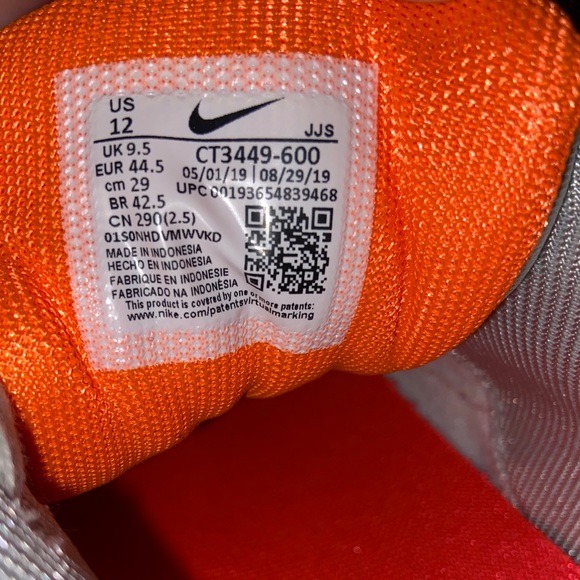 US
12
JJS
UK 9.5
EUR 44.5
cm 29
BR 42.5
CN 290(2.5)
CT3449-600
05/01/19 | 08/29/19
UPC 00193654839468
01S0NHDVMWVKD
MADE IN INDONESIA
HECHO EN INDONESIA
FABRIQUE EN INDONESIE
FABRICADO NA INDONÉSIA
This product is covered by one or more patents:
www.nike.com/patentsvirtualmarking